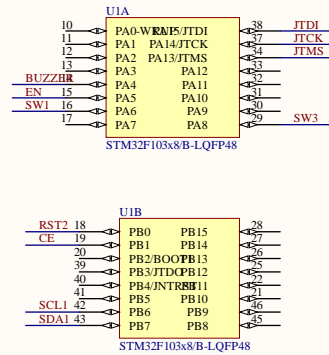 U1A
10 PA0-WKUP PA15/JTDI 38 JTDI
11 PA1 PA14/JTCK 37 JTCK
12 PA2 PA13/JTMS 34 JTMS
13 PA3 PA12 33
BUZZER 14 PA4 PA11 32
EN 15 PA5 PA10 31
SW1 16 PA6 PA9 30
17 PA7 PA8 29 SW3
STM32F103x8/B-LQFP48
U1B
RST2 18 PB0 PB15 28
CE 19 PB1 PB14 27
20 PB2/BOOT1 PB13 26
39 PB3/JTDO PB12 25
40 PB4/JNTRST PB11 22
41 PB5 PB10 21
SCL1 42 PB6 PB9 46
SDA1 43 PB7 PB8 45
STM32F103x8/B-LQFP48